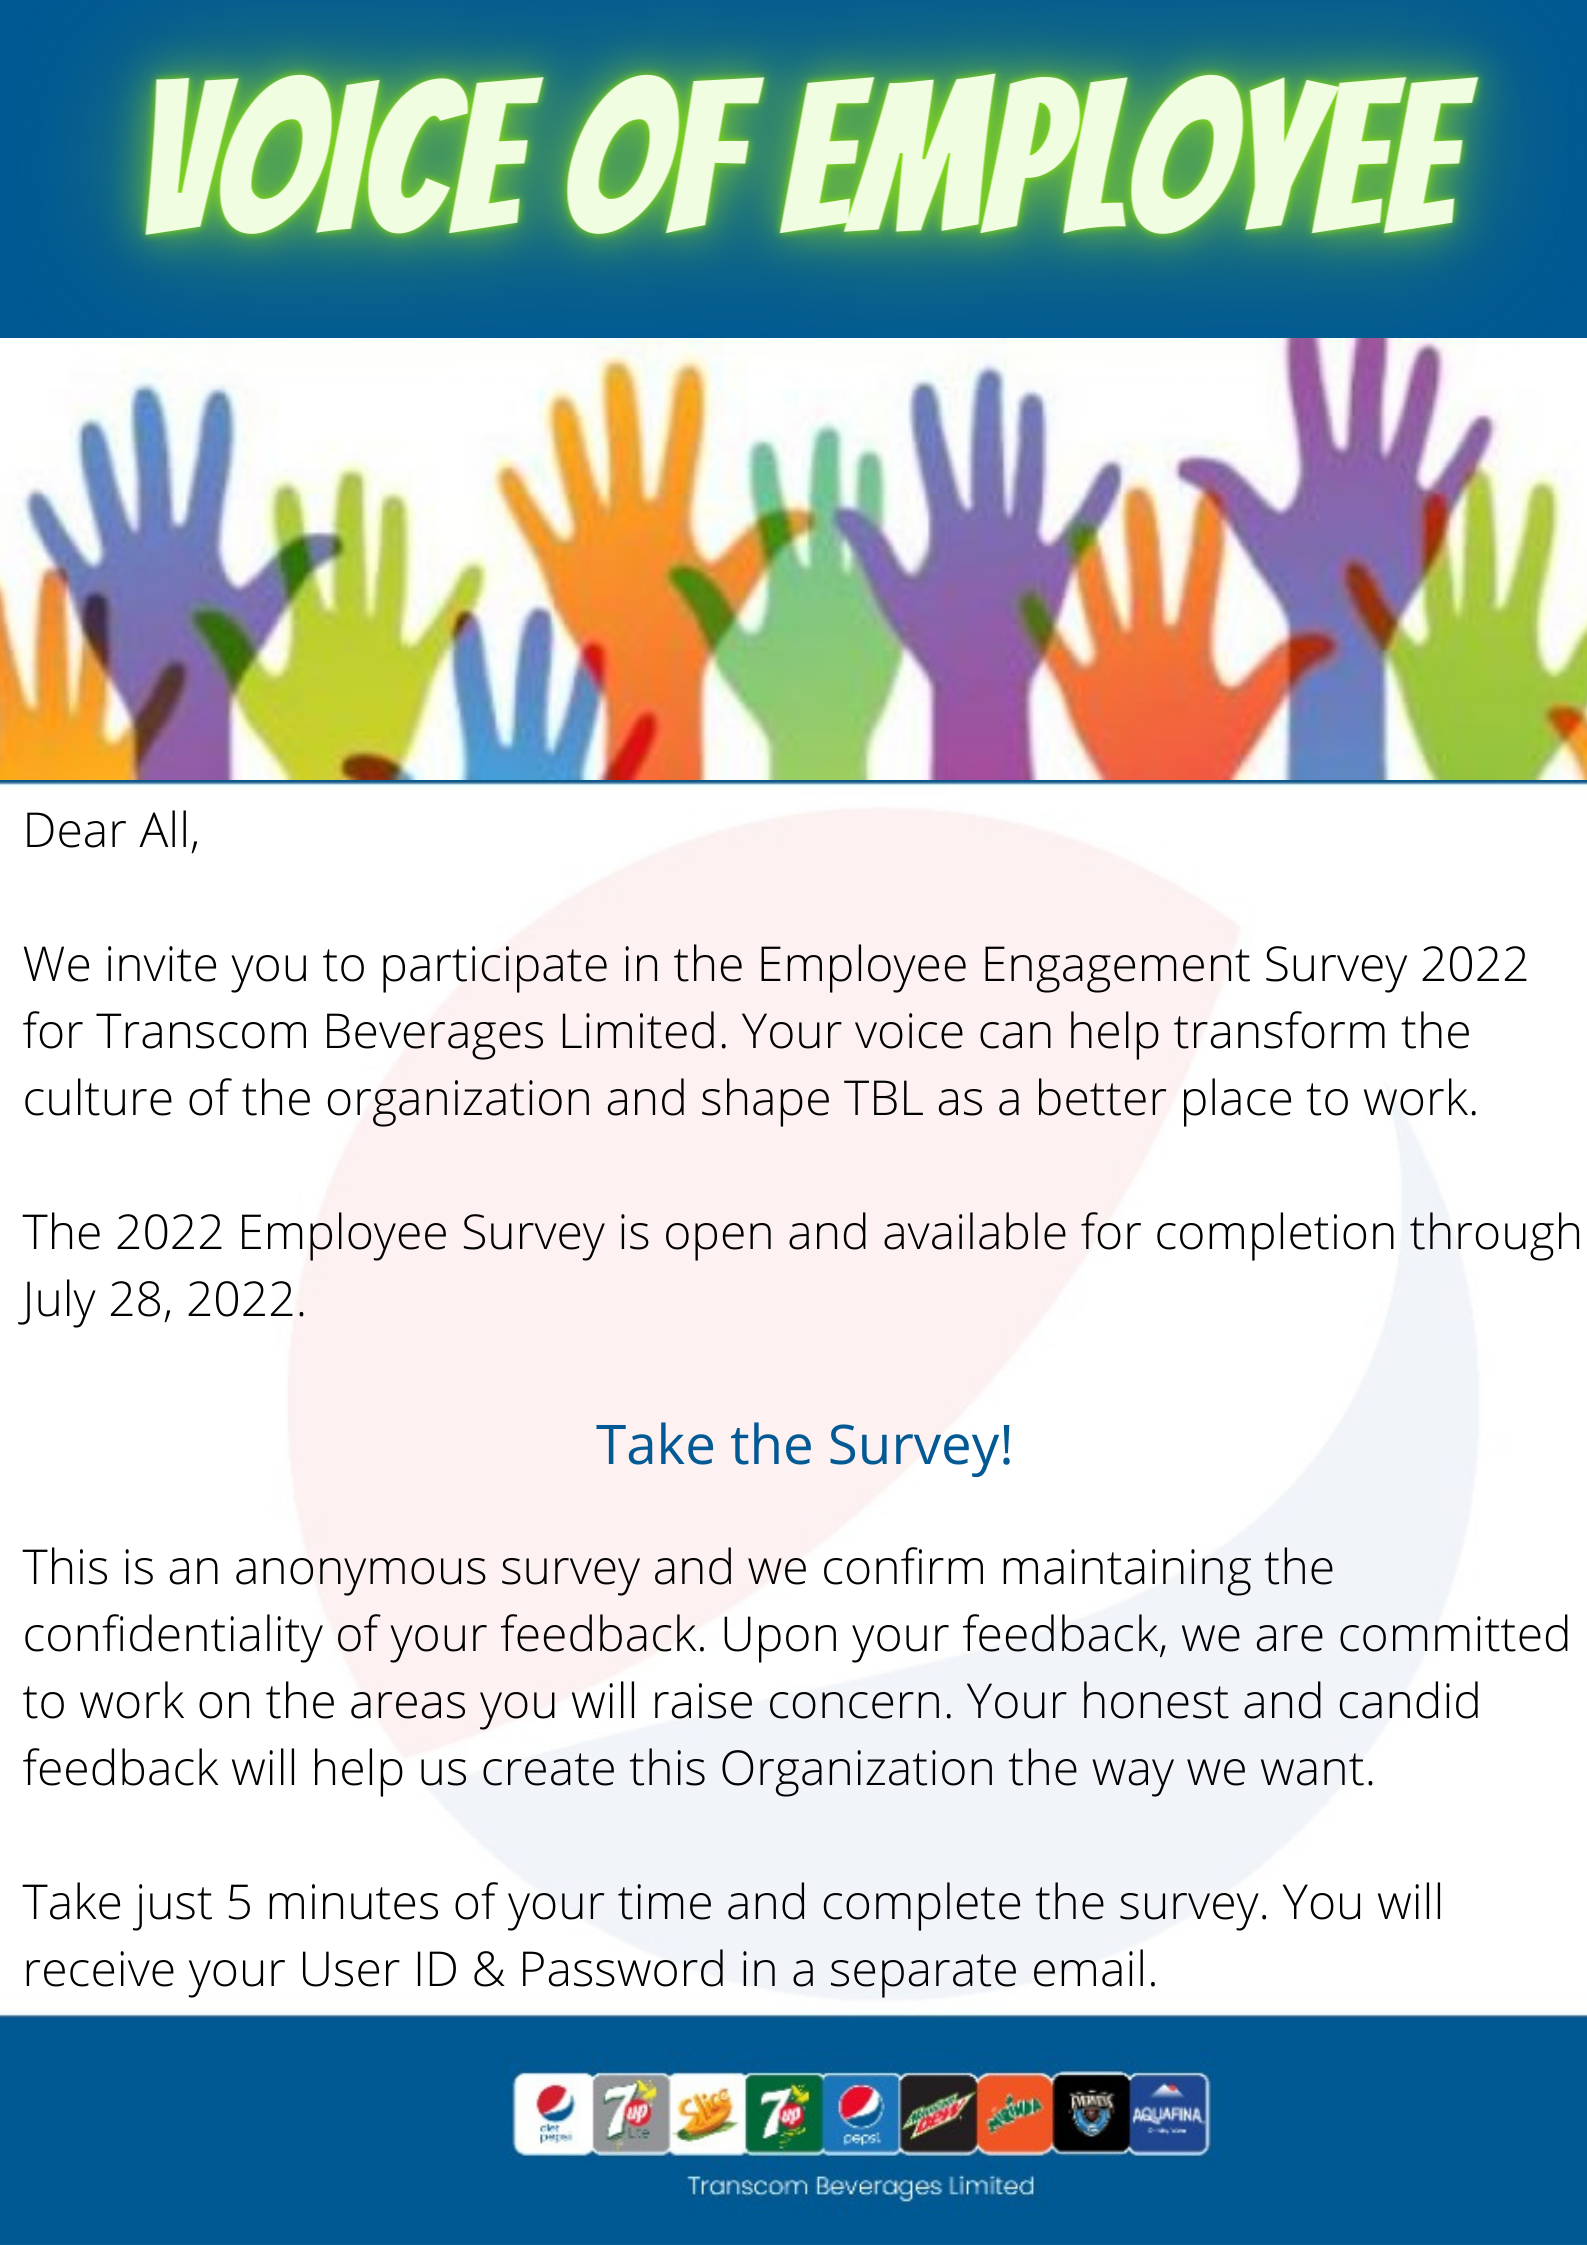 VOICE OF EMPLOYEE
Dear All,
We invite you to participate in the Employee Engagement Survey 2022
for Transcom Beverages Limited. Your voice can help transform the
culture of the organization and shape TBL as a better place to work.
The 2022 Employee Survey is open and available for completion through
July 28, 2022.
Take the Survey!
This is an anonymous survey and we confirm maintaining the
confidentiality of your feedback. Upon your feedback, we are committed
to work on the areas you will raise concern. Your honest and candid
feedback will help us create this Organization the way we want.
Take just 5 minutes of your time and complete the survey. You will
receive your User ID & Password in a separate email.
diet pepsi
7up Lite
Slice
7up
pepsi
Mountain Dew
Mirinda
AQUAFINA
Transcom Beverages Limited